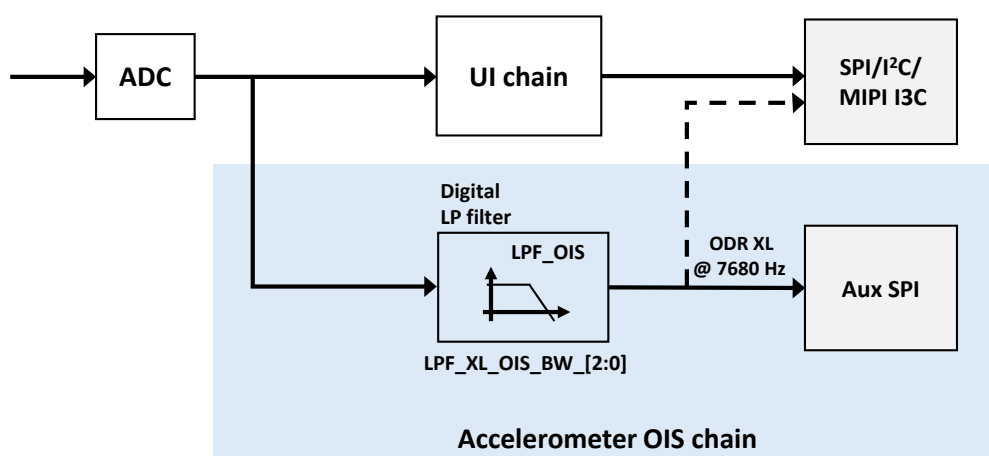 ADC
UI chain
SPI/I²C/
MIPI I3C
Digital
LP filter
LPF_OIS
ODR XL
@ 7680 Hz
Aux SPI
LPF_XL_OIS_BW_[2:0]
Accelerometer OIS chain